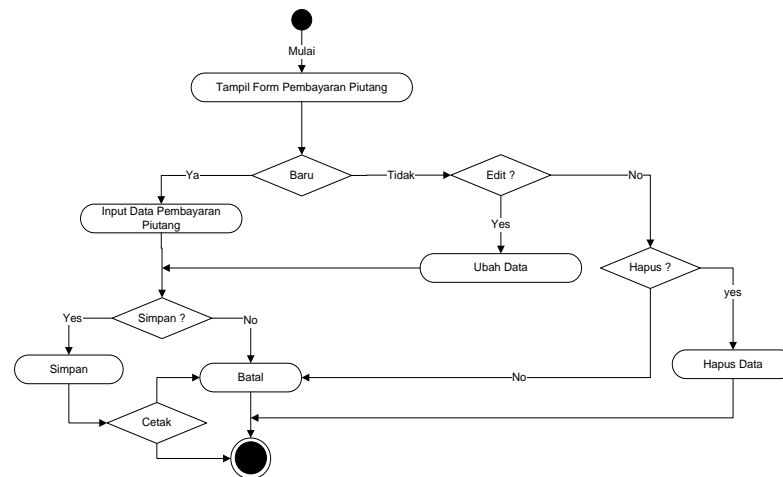 Mulai
Tampil Form Pembayaran Piutang
Ya
Baru
Tidak
Edit ?
No
Input Data Pembayaran
Piutang
Yes
Ubah Data
Hapus ?
yes
Yes
Simpan ?
No
Simpan
Batal
No
Hapus Data
Cetak